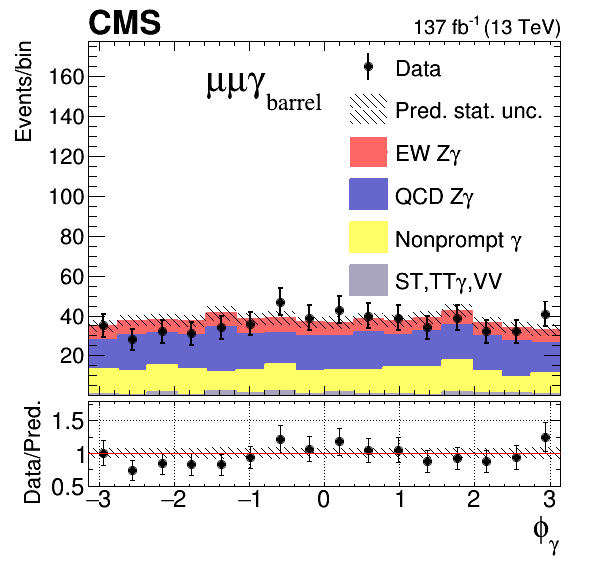 CMS
137 fb⁻¹ (13 TeV)
Events/bin
160
140
120
100
80
60
40
20
μμγ_barrel
Data
Pred. stat. unc.
EW Zγ
QCD Zγ
Nonprompt γ
ST,TTγ,VV
Data/Pred.
1.5
1
0.5
−3 −2 −1 0 1 2 3
ϕ_γ